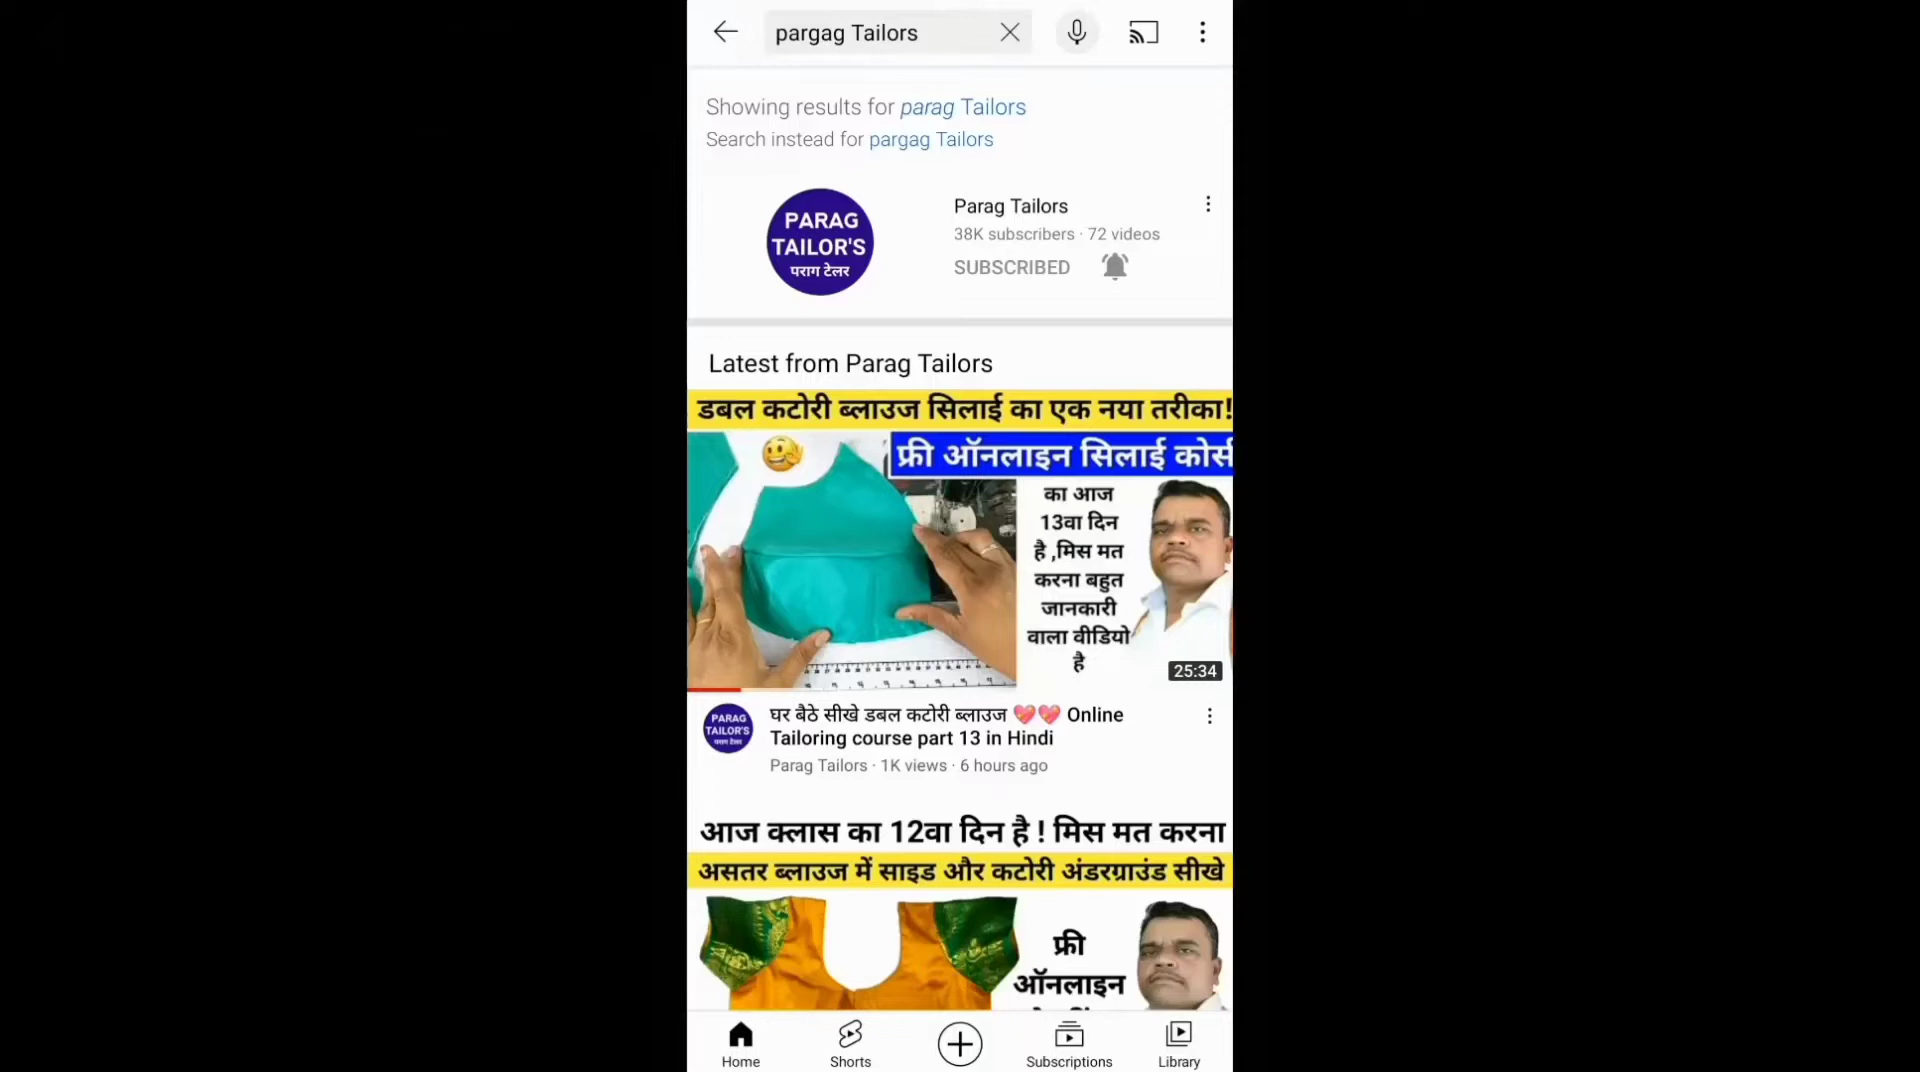 pargag Tailors
Showing results for parag Tailors
Search instead for pargag Tailors
PARAG
TAILOR'S
पराग टेलर
Parag Tailors
38K subscribers · 72 videos
SUBSCRIBED
Latest from Parag Tailors
डबल कटोरी ब्लाउज सिलाई का एक नया तरीका!
फ्री ऑनलाइन सिलाई कोर्स
का आज
13वा दिन
है ,मिस मत
करना बहुत
जानकारी
वाला वीडियो
है
25:34
PARAG
TAILOR'S
पराग टेलर
घर बैठे सीखे डबल कटोरी ब्लाउज 💖💖 Online
Tailoring course part 13 in Hindi
Parag Tailors · 1K views · 6 hours ago
आज क्लास का 12वा दिन है ! मिस मत करना
असतर ब्लाउज में साइड और कटोरी अंडरग्राउंड सीखे
फ्री
ऑनलाइन
Home
Shorts
Subscriptions
Library